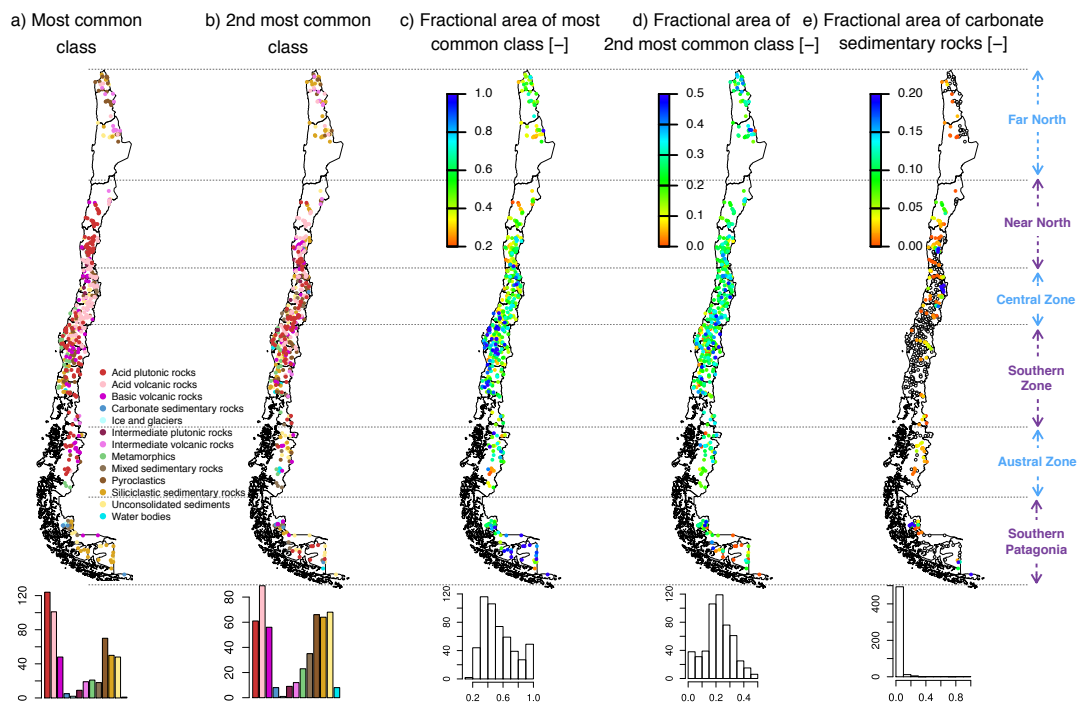 a) Most common
class
b) 2nd most common
class
c) Fractional area of most
common class [−]
d) Fractional area of
2nd most common class [−]
e) Fractional area of carbonate
sedimentary rocks [−]
1.0
0.8
0.6
0.4
0.2
0.5
0.4
0.3
0.2
0.1
0.0
0.20
0.15
0.10
0.05
0.00
Far North
Near North
Central Zone
Southern
Zone
Austral Zone
Southern
Patagonia
Acid plutonic rocks
Acid volcanic rocks
Basic volcanic rocks
Carbonate sedimentary rocks
Ice and glaciers
Intermediate plutonic rocks
Intermediate volcanic rocks
Metamorphics
Mixed sedimentary rocks
Pyroclastics
Siliciclastic sedimentary rocks
Unconsolidated sediments
Water bodies
0 40 80 120
0 20 40 60 80
0 40 80 120
0.2 0.6 1.0
0 40 80 120
0.0 0.2 0.4
0 200 400
0.0 0.4 0.8